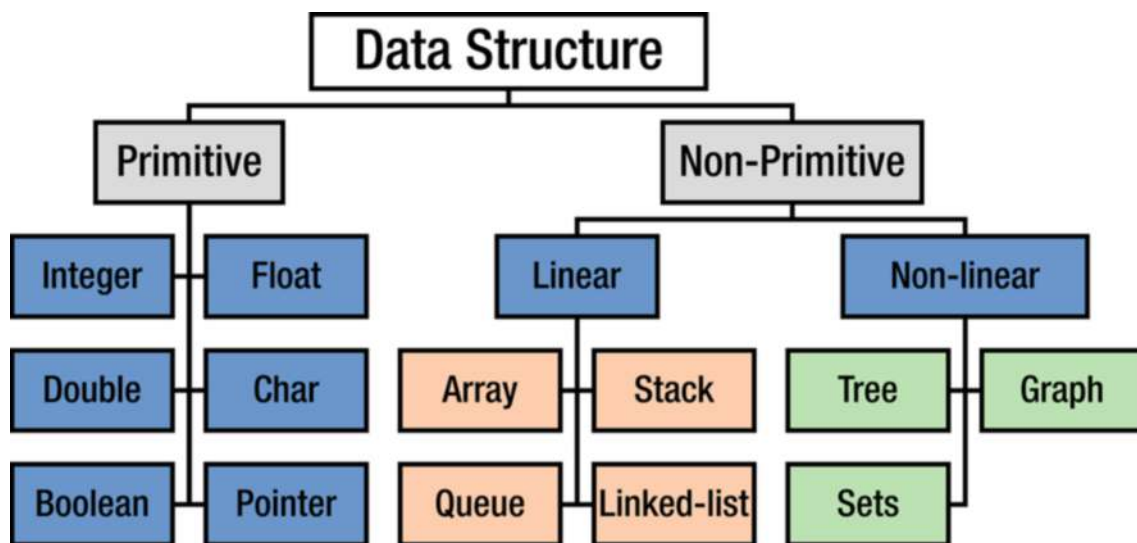 Data Structure
Primitive
Non-Primitive
Integer
Float
Linear
Non-linear
Double
Char
Array
Stack
Tree
Graph
Boolean
Pointer
Queue
Linked-list
Sets